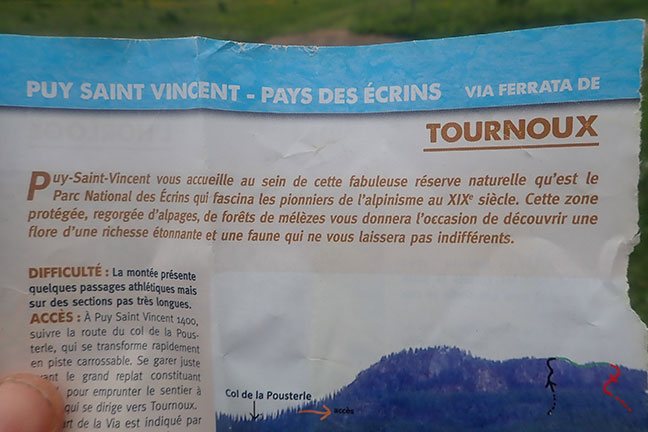 PUY SAINT VINCENT - PAYS DES ÉCRINS VIA FERRATA DE
TOURNOUX
Puy-Saint-Vincent vous accueille au sein de cette fabuleuse réserve naturelle qu'est le
Parc National des Écrins qui fascina les pionniers de l'alpinisme au XIXe siècle. Cette zone
protégée, regorgée d'alpages, de forêts de mélèzes vous donnera l'occasion de découvrir une
flore d'une richesse étonnante et une faune qui ne vous laissera pas indifférents.
DIFFICULTÉ : La montée présente
quelques passages athlétiques mais
sur des sections pas très longues.
ACCÈS : À Puy Saint Vincent 1400,
suivre la route du col de la Pous-
terle, qui se transforme rapidement
en piste carrossable. Se garer juste
le grand replat constituant
pour emprunter le sentier à
qui se dirige vers Tournoux.
de la Via est indiqué par
Col de la Pousterle
accès